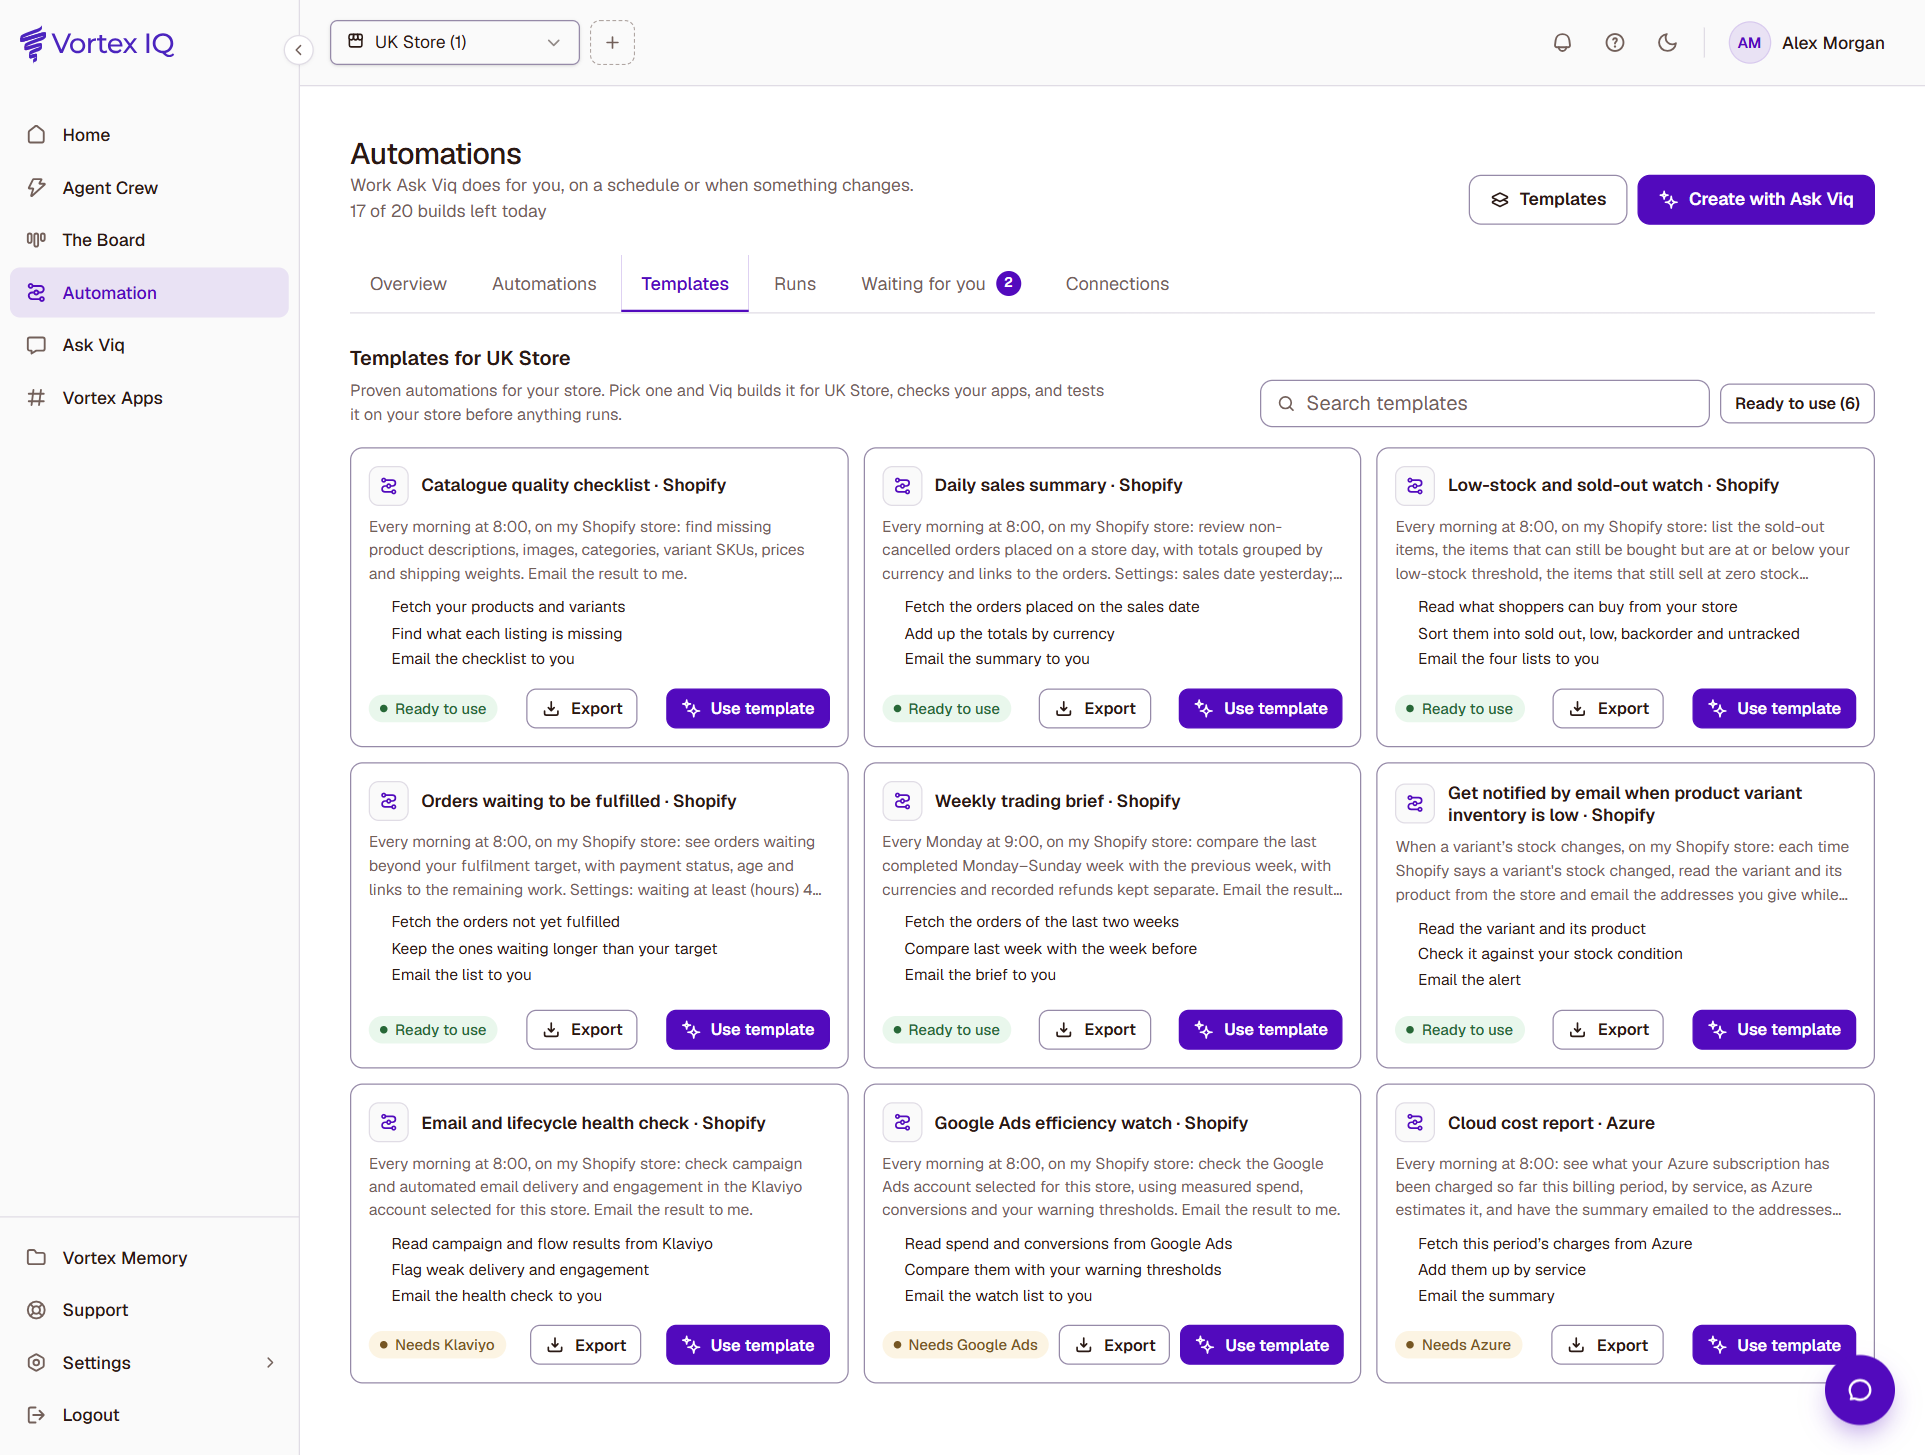 Vortex IQ
UK Store (1)
AM
Alex Morgan
Home
Agent Crew
The Board
Automation
Ask Viq
Vortex Apps
Vortex Memory
Support
Settings
Logout
Automations
Work Ask Viq does for you, on a schedule or when something changes.
17 of 20 builds left today
Templates
Create with Ask Viq
Overview
Automations
Templates
Runs
Waiting for you 2
Connections
Templates for UK Store
Proven automations for your store. Pick one and Viq builds it for UK Store, checks your apps, and tests
it on your store before anything runs.
Search templates
Ready to use (6)
Catalogue quality checklist · Shopify
Every morning at 8:00, on my Shopify store: find missing
product descriptions, images, categories, variant SKUs, prices
and shipping weights. Email the result to me.
Fetch your products and variants
Find what each listing is missing
Email the checklist to you
Ready to use
Export
Use template
Daily sales summary · Shopify
Every morning at 8:00, on my Shopify store: review non-
cancelled orders placed on a store day, with totals grouped by
currency and links to the orders. Settings: sales date yesterday;...
Fetch the orders placed on the sales date
Add up the totals by currency
Email the summary to you
Ready to use
Export
Use template
Low-stock and sold-out watch · Shopify
Every morning at 8:00, on my Shopify store: list the sold-out
items, the items that can still be bought but are at or below your
low-stock threshold, the items that still sell at zero stock...
Read what shoppers can buy from your store
Sort them into sold out, low, backorder and untracked
Email the four lists to you
Ready to use
Export
Use template
Orders waiting to be fulfilled · Shopify
Every morning at 8:00, on my Shopify store: see orders waiting
beyond your fulfilment target, with payment status, age and
links to the remaining work. Settings: waiting at least (hours) 4...
Fetch the orders not yet fulfilled
Keep the ones waiting longer than your target
Email the list to you
Ready to use
Export
Use template
Weekly trading brief · Shopify
Every Monday at 9:00, on my Shopify store: compare the last
completed Monday–Sunday week with the previous week, with
currencies and recorded refunds kept separate. Email the result...
Fetch the orders of the last two weeks
Compare last week with the week before
Email the brief to you
Ready to use
Export
Use template
Get notified by email when product variant
inventory is low · Shopify
When a variant's stock changes, on my Shopify store: each time
Shopify says a variant's stock changed, read the variant and its
product from the store and email the addresses you give while...
Read the variant and its product
Check it against your stock condition
Email the alert
Ready to use
Export
Use template
Email and lifecycle health check · Shopify
Every morning at 8:00, on my Shopify store: check campaign
and automated email delivery and engagement in the Klaviyo
account selected for this store. Email the result to me.
Read campaign and flow results from Klaviyo
Flag weak delivery and engagement
Email the health check to you
Needs Klaviyo
Export
Use template
Google Ads efficiency watch · Shopify
Every morning at 8:00, on my Shopify store: check the Google
Ads account selected for this store, using measured spend,
conversions and your warning thresholds. Email the result to me.
Read spend and conversions from Google Ads
Compare them with your warning thresholds
Email the watch list to you
Needs Google Ads
Export
Use template
Cloud cost report · Azure
Every morning at 8:00: see what your Azure subscription has
been charged so far this billing period, by service, as Azure
estimates it, and have the summary emailed to the addresses...
Fetch this period's charges from Azure
Add them up by service
Email the summary
Needs Azure
Export
Use template